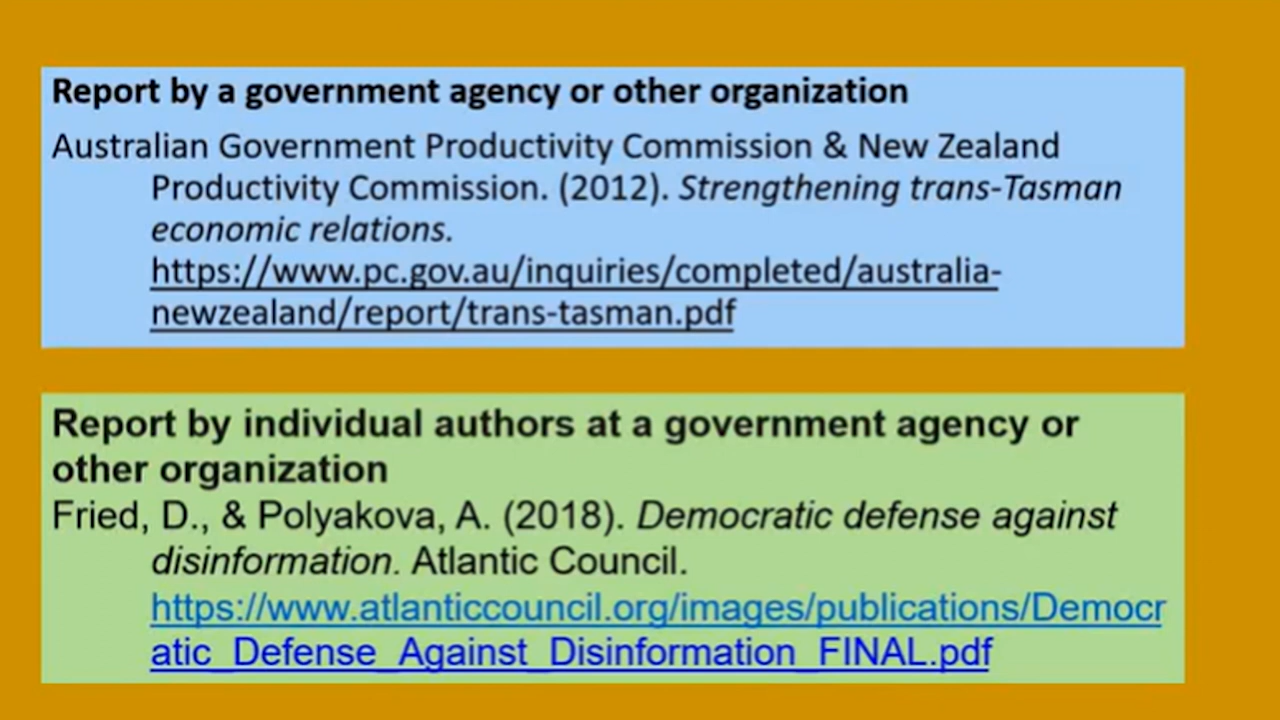 Report by a government agency or other organization
Australian Government Productivity Commission & New Zealand
Productivity Commission. (2012). Strengthening trans-Tasman
economic relations.
https://www.pc.gov.au/inquiries/completed/australia-
newzealand/report/trans-tasman.pdf
Report by individual authors at a government agency or
other organization
Fried, D., & Polyakova, A. (2018). Democratic defense against
disinformation. Atlantic Council.
https://www.atlanticcouncil.org/images/publications/Democr
atic_Defense_Against_Disinformation_FINAL.pdf